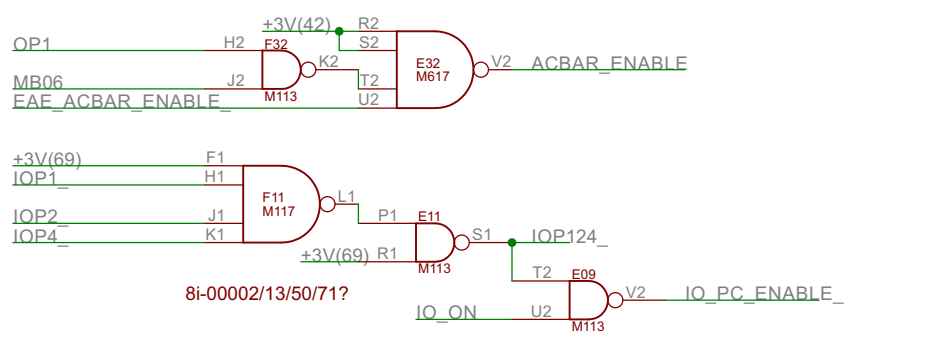 +3V(42) R2
OP1 H2 F32 S2
K2 E32 M617 V2 ACBAR_ENABLE
MB06 J2 T2
M113
EAE_ACBAR_ENABLE_ U2
+3V(69) F1
IOP1_ H1
F11 M117 L1
IOP2_ J1 P1 E11
IOP4_ K1 S1 IOP124_
+3V(69) R1 M113
T2 E09
8i-00002/13/50/71?
V2 IO_PC_ENABLE_
IO_ON U2
M113